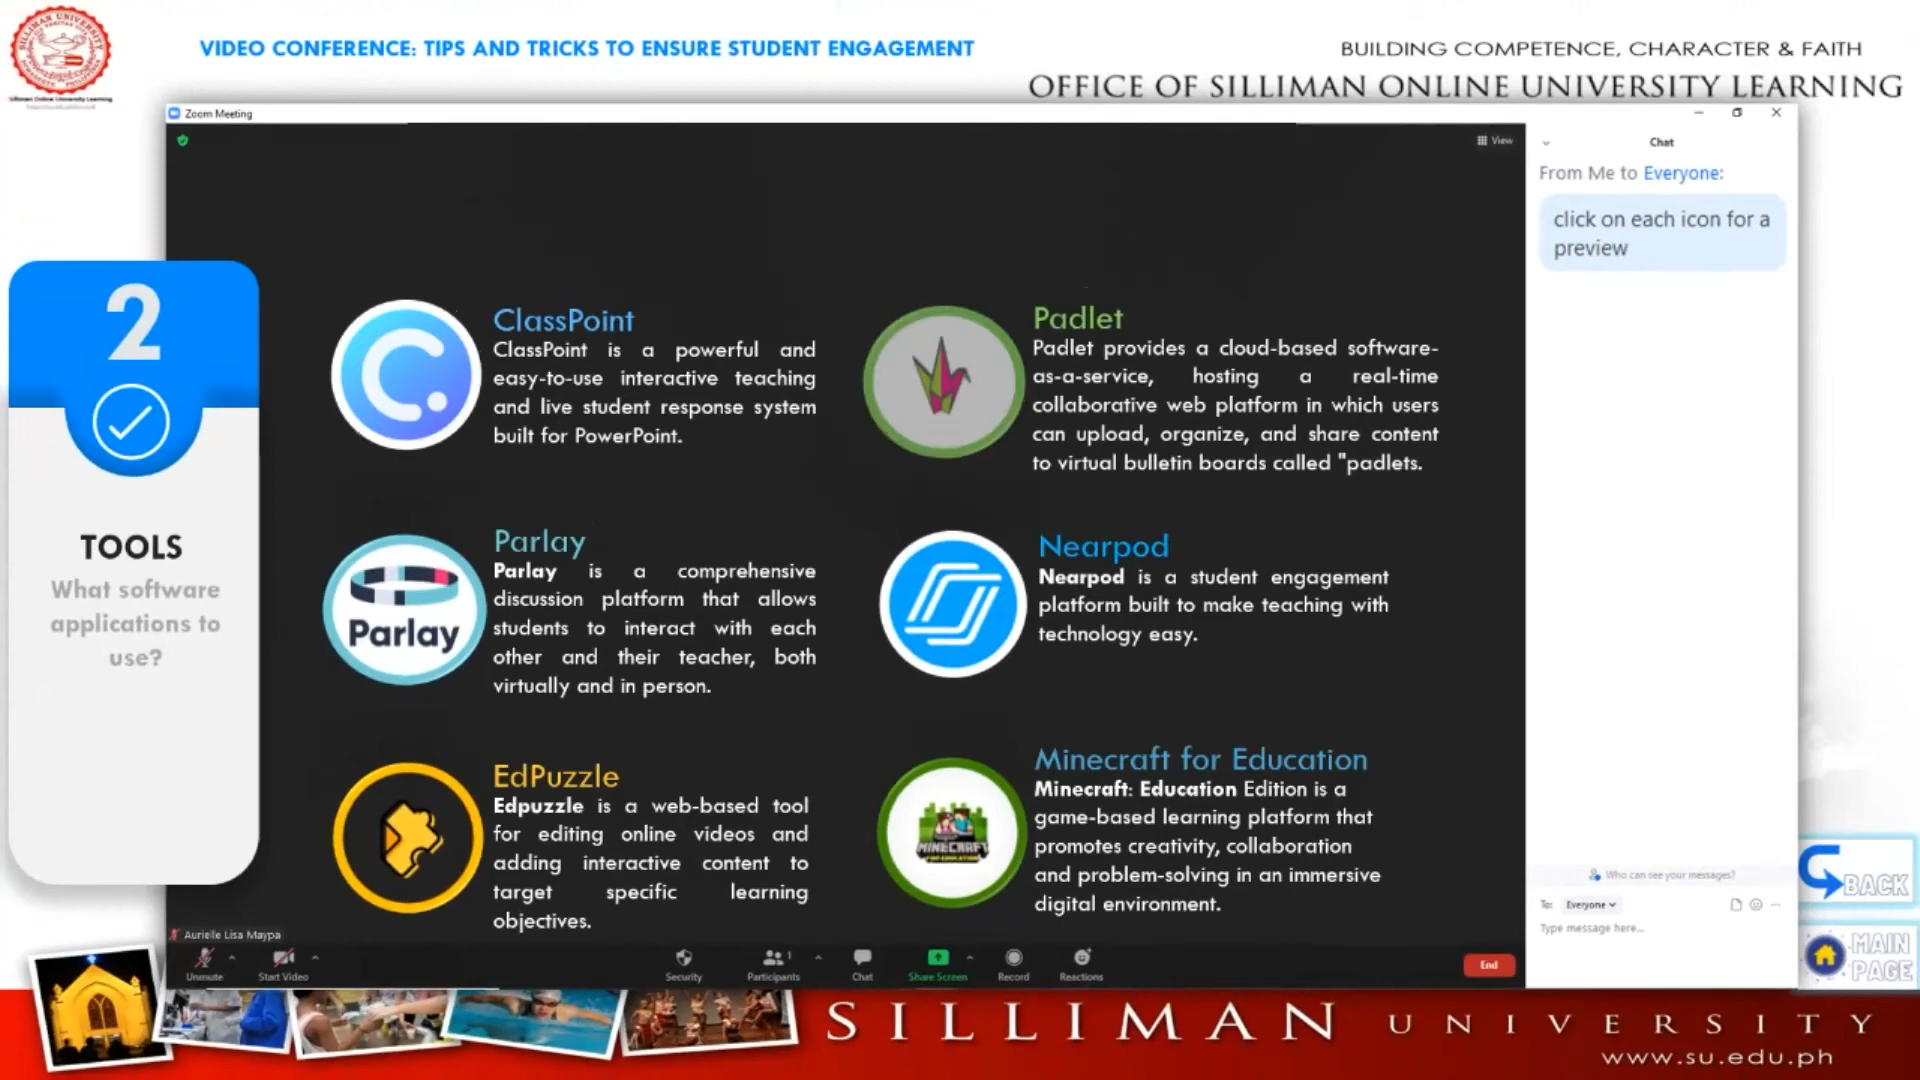 SILLIMAN UNIVERSITY
Silliman Online University Learning
VIDEO CONFERENCE: TIPS AND TRICKS TO ENSURE STUDENT ENGAGEMENT
BUILDING COMPETENCE, CHARACTER & FAITH
OFFICE OF SILLIMAN ONLINE UNIVERSITY LEARNING
Zoom Meeting
View
2
TOOLS
What software
applications to
use?
ClassPoint
ClassPoint is a powerful and
easy-to-use interactive teaching
and live student response system
built for PowerPoint.
Padlet
Padlet provides a cloud-based software-
as-a-service, hosting a real-time
collaborative web platform in which users
can upload, organize, and share content
to virtual bulletin boards called "padlets.
Parlay
Parlay
Parlay is a comprehensive
discussion platform that allows
students to interact with each
other and their teacher, both
virtually and in person.
Nearpod
Nearpod is a student engagement
platform built to make teaching with
technology easy.
EdPuzzle
Edpuzzle is a web-based tool
for editing online videos and
adding interactive content to
target specific learning
objectives.
MINECRAFT
FOR EDUCATION
Minecraft for Education
Minecraft: Education Edition is a
game-based learning platform that
promotes creativity, collaboration
and problem-solving in an immersive
digital environment.
Aurielle Lisa Maypa
Unmute
Start Video
Security
1
Participants
Chat
Share Screen
Record
Reactions
End
Chat
From Me to Everyone:
click on each icon for a
preview
Who can see your messages?
To: Everyone
Type message here...
BACK
MAIN
PAGE
SILLIMAN UNIVERSITY
www.su.edu.ph